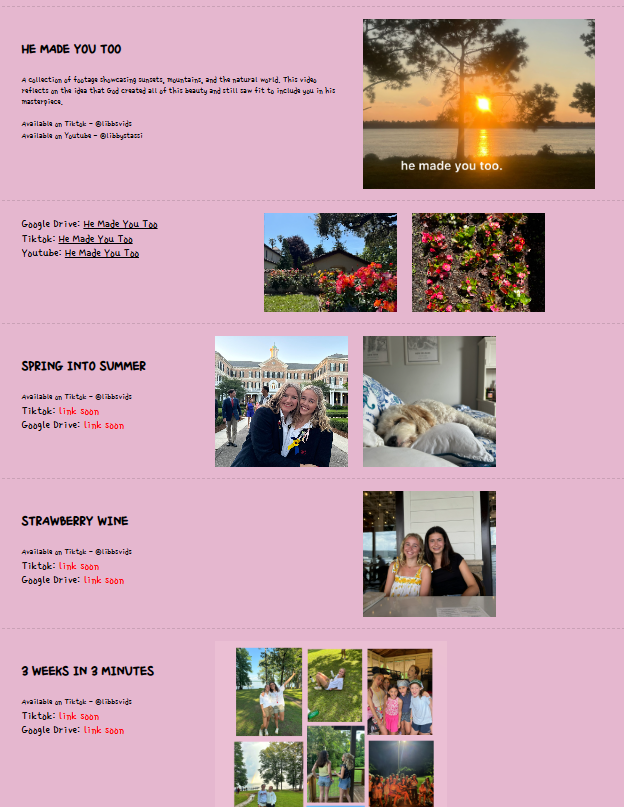 HE MADE YOU TOO
A collection of footage showcasing sunsets, mountains, and the natural world. This video
reflects on the idea that God created all of this beauty and still saw fit to include you in his
masterpiece.
Available on Tiktok - @libbsvids
Available on Youtube - @libbystassi
he made you too.
Google Drive: He Made You Too
Tiktok: He Made You Too
Youtube: He Made You Too
SPRING INTO SUMMER
Available on Tiktok - @libbsvids
Tiktok: link soon
Google Drive: link soon
STRAWBERRY WINE
Available on Tiktok - @libbsvids
Tiktok: link soon
Google Drive: link soon
3 WEEKS IN 3 MINUTES
Available on Tiktok - @libbsvids
Tiktok: link soon
Google Drive: link soon